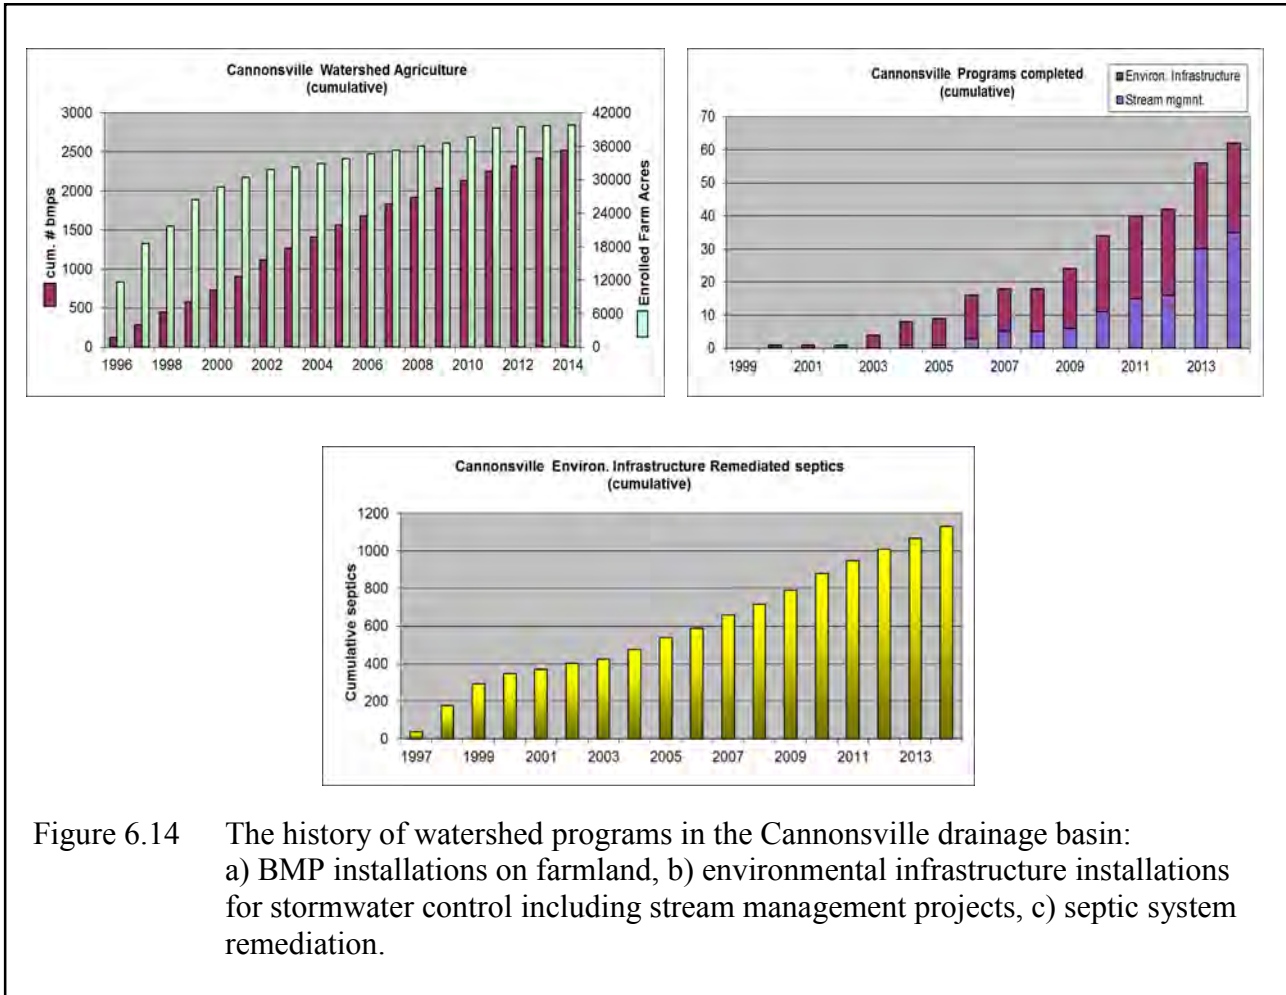 Cannonsville Watershed Agriculture
(cumulative)
3000
2500
2000
1500
1000
500
0
cum. # bmps
42000
36000
30000
24000
18000
12000
6000
0
Enrolled Farm Acres
1996 1998 2000 2002 2004 2006 2008 2010 2012 2014
Cannonsville Programs completed
(cumulative)
Environ. Infrastructure
Stream mgmnt.
70
60
50
40
30
20
10
0
1999 2001 2003 2005 2007 2009 2011 2013
Cannonsville Environ. Infrastructure Remediated septics
(cumulative)
Cumulative septics
1200
1000
800
600
400
200
0
1997 1999 2001 2003 2005 2007 2009 2011 2013
Figure 6.14 The history of watershed programs in the Cannonsville drainage basin:
a) BMP installations on farmland, b) environmental infrastructure installations
for stormwater control including stream management projects, c) septic system
remediation.